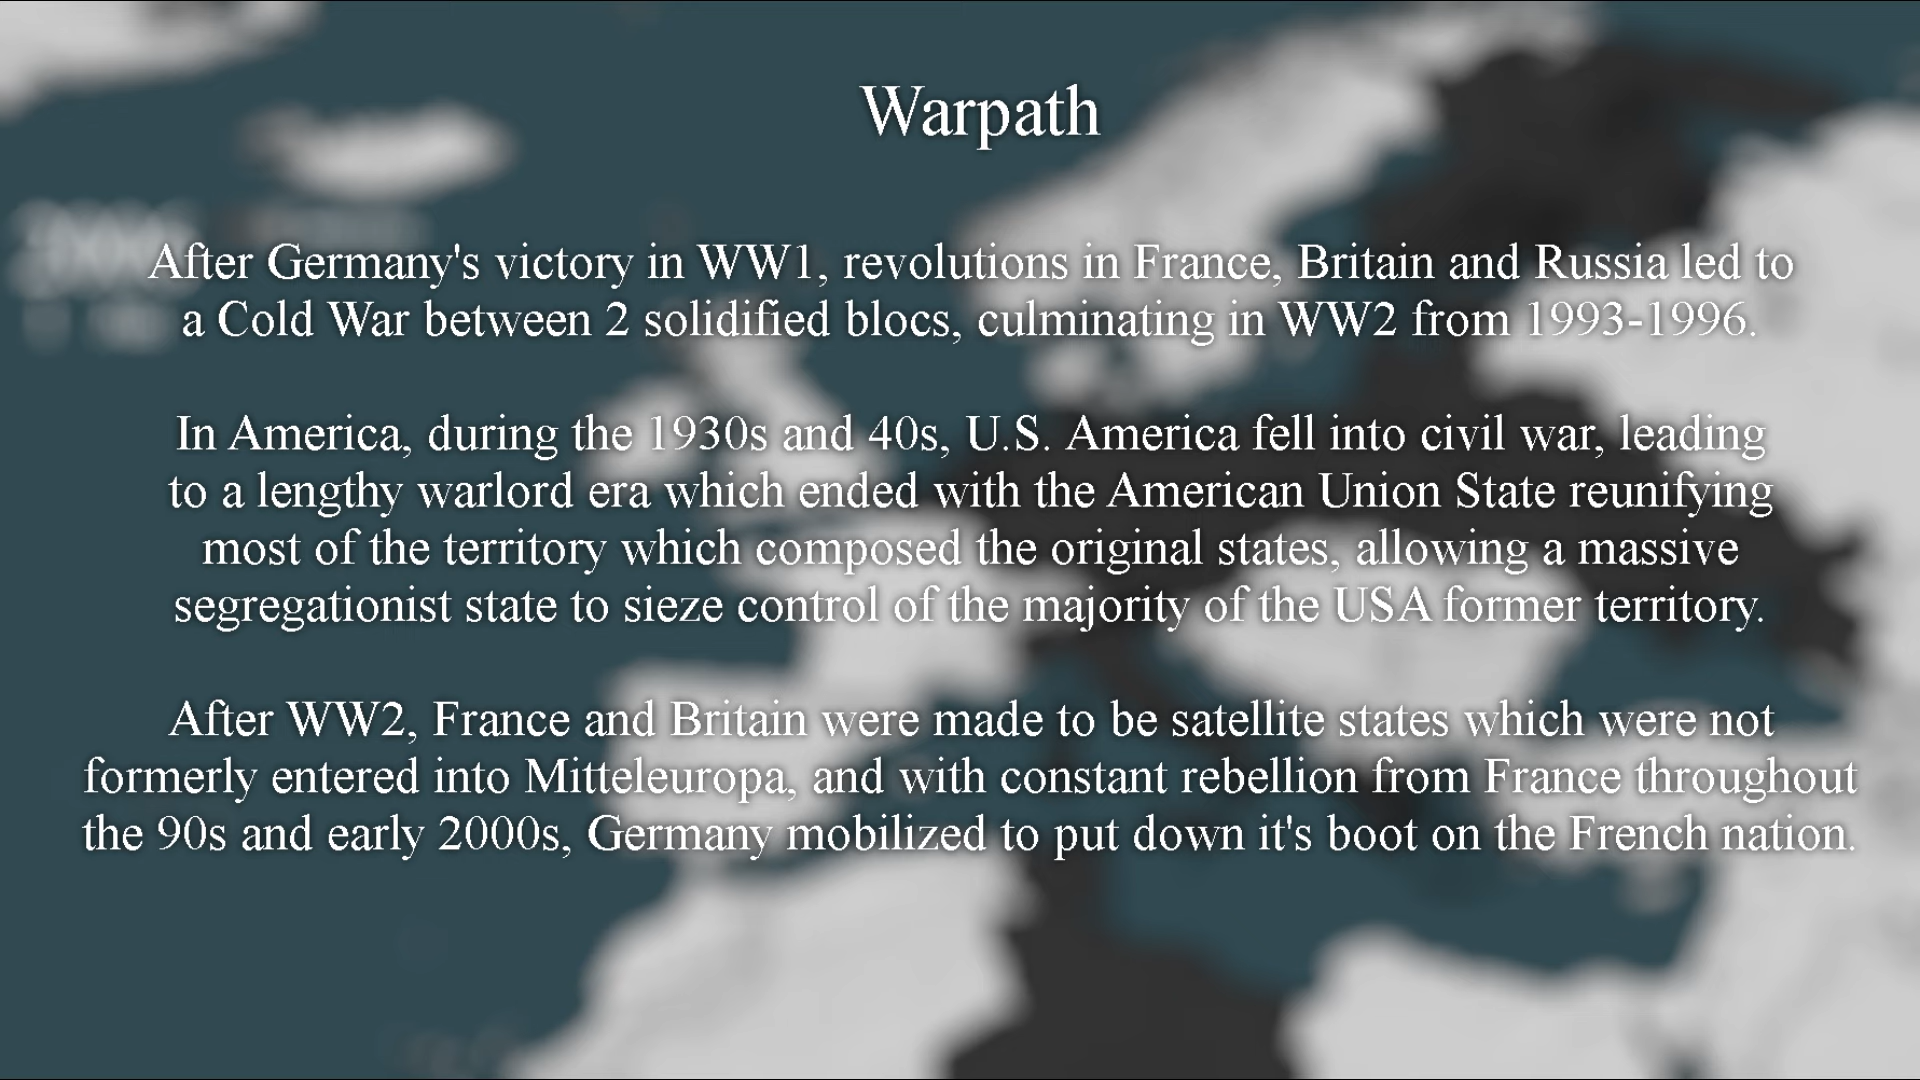 Warpath
After Germany's victory in WW1, revolutions in France, Britain and Russia led to
a Cold War between 2 solidified blocs, culminating in WW2 from 1993-1996.
In America, during the 1930s and 40s, U.S. America fell into civil war, leading
to a lengthy warlord era which ended with the American Union State reunifying
most of the territory which composed the original states, allowing a massive
segregationist state to sieze control of the majority of the USA former territory.
After WW2, France and Britain were made to be satellite states which were not
formerly entered into Mitteleuropa, and with constant rebellion from France throughout
the 90s and early 2000s, Germany mobilized to put down it's boot on the French nation.